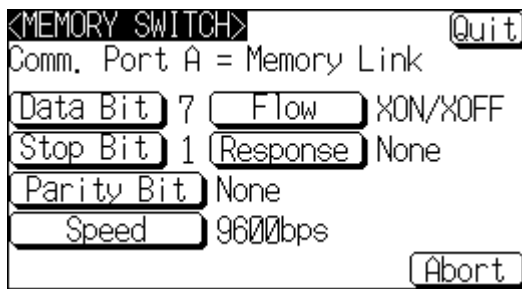 <MEMORY SWITCH> Quit
Comm. Port A = Memory Link
Data Bit 7 Flow XON/XOFF
Stop Bit 1 Response None
Parity Bit None
Speed 9600bps
Abort